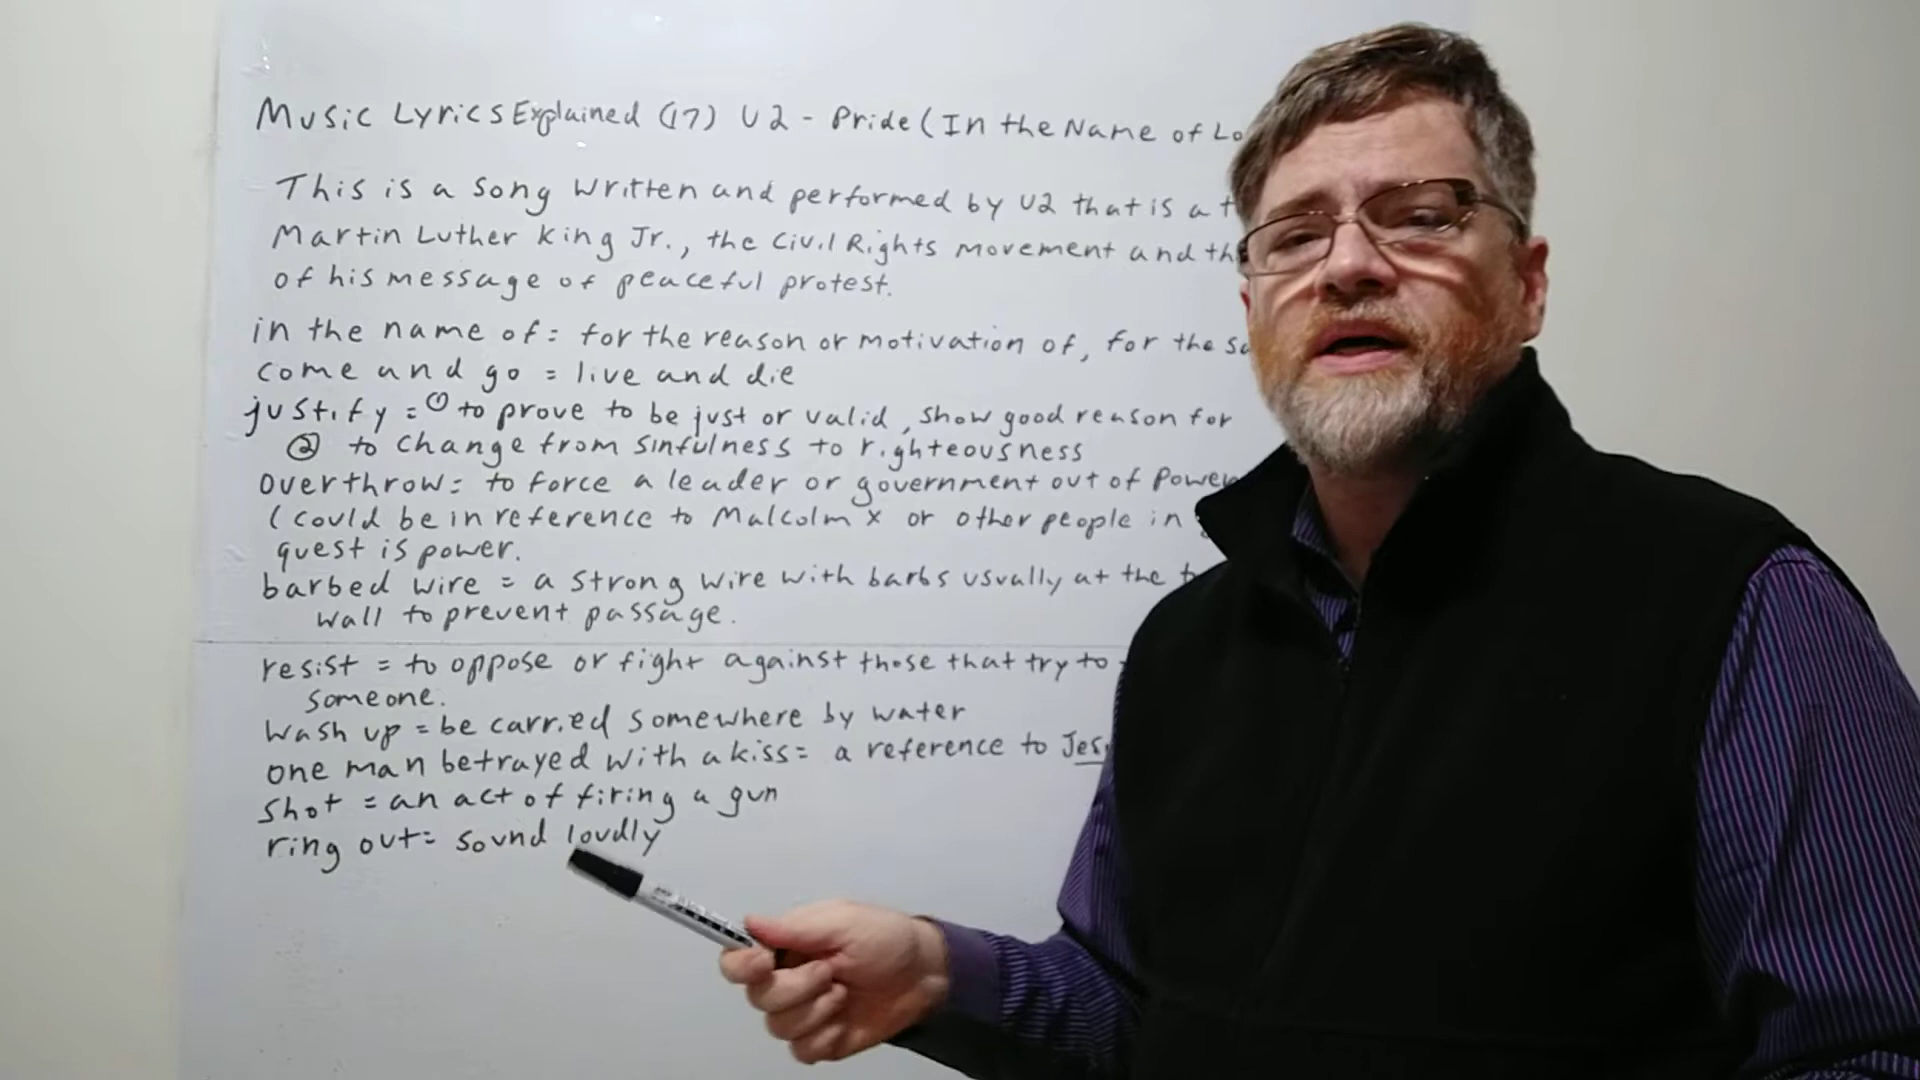 Music Lyrics Explained (17) U2 - Pride (In the Name of Lo
This is a song written and performed by U2 that is a t
Martin Luther King Jr., the Civil Rights movement and th
of his message of peaceful protest.
in the name of = for the reason or motivation of, for the sa
come and go = live and die
justify = ① to prove to be just or valid, show good reason for
② to change from sinfulness to righteousness
overthrow = to force a leader or government out of power
(could be in reference to Malcolm X or other people in
quest is power.
barbed wire = a strong wire with barbs usually at the t
wall to prevent passage.
resist = to oppose or fight against those that try to
someone.
wash up = be carried somewhere by water
one man betrayed with a kiss = a reference to Jesu
shot = an act of firing a gun
ring out = sound loudly